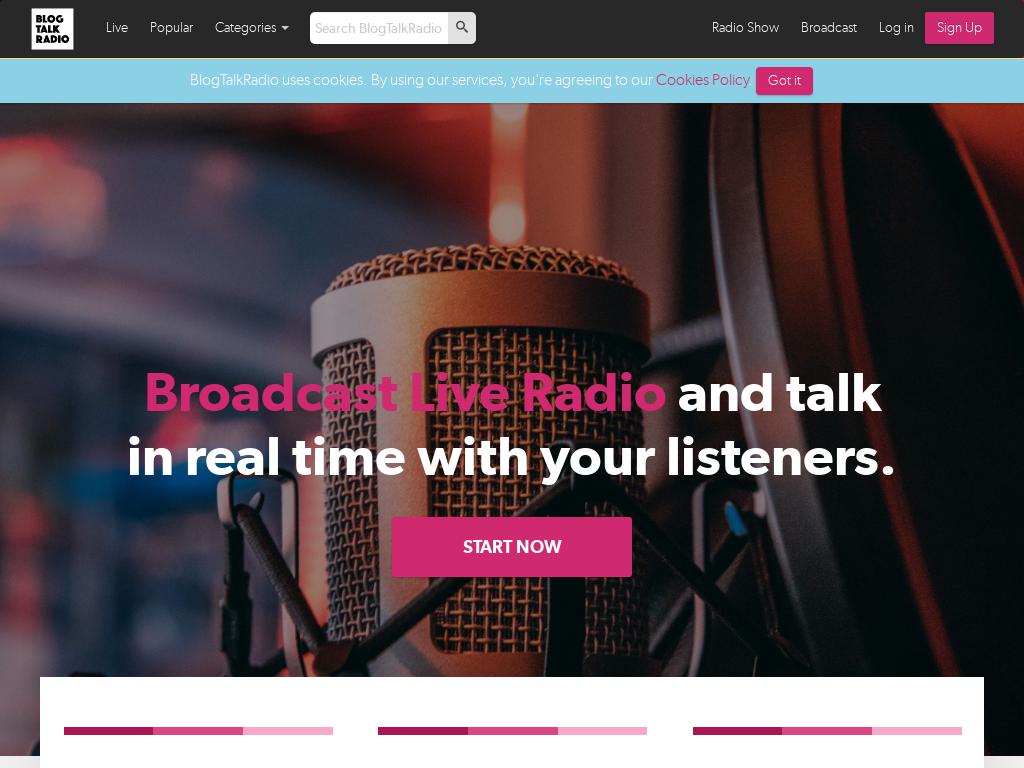 BLOG
TALK
RADIO
Live
Popular
Categories
Search BlogTalkRadio
Radio Show
Broadcast
Log in
Sign Up
BlogTalkRadio uses cookies. By using our services, you're agreeing to our Cookies Policy
Got it
Broadcast Live Radio and talk
in real time with your listeners.
START NOW